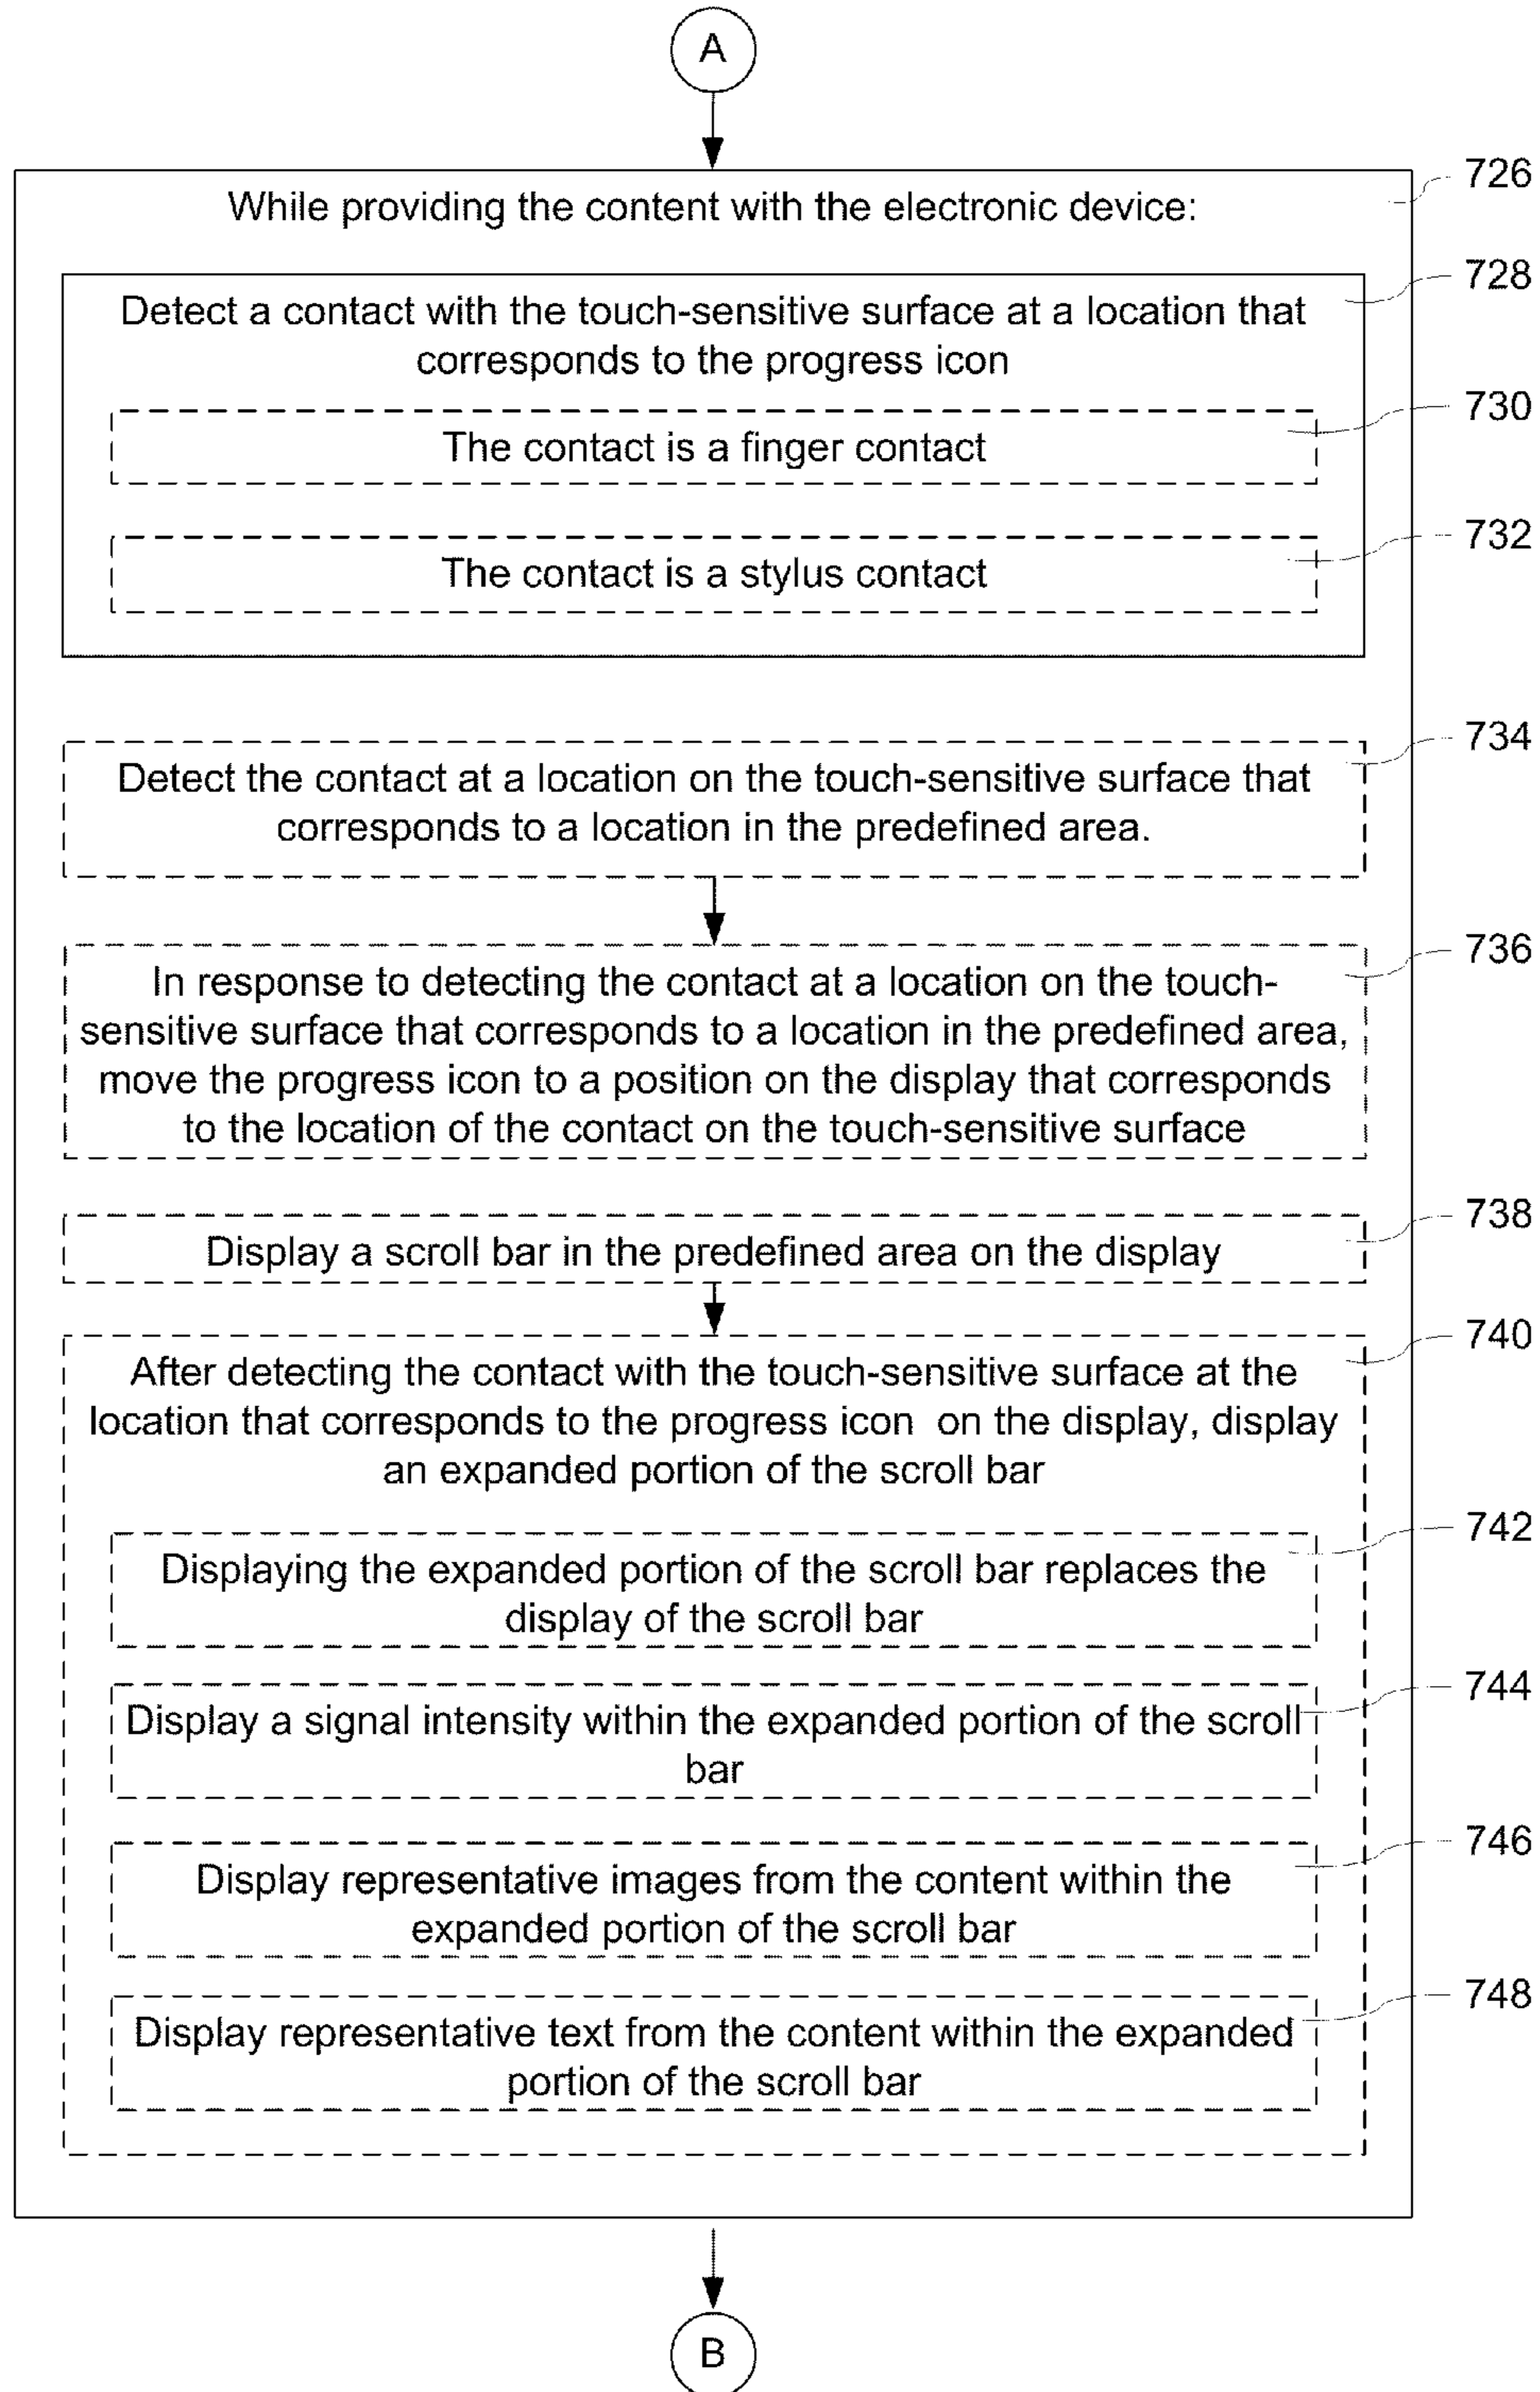 A
726
While providing the content with the electronic device:
728
Detect a contact with the touch-sensitive surface at a location that
corresponds to the progress icon
730
The contact is a finger contact
732
The contact is a stylus contact
734
Detect the contact at a location on the touch-sensitive surface that
corresponds to a location in the predefined area.
736
In response to detecting the contact at a location on the touch-
sensitive surface that corresponds to a location in the predefined area,
move the progress icon to a position on the display that corresponds
to the location of the contact on the touch-sensitive surface
738
Display a scroll bar in the predefined area on the display
740
After detecting the contact with the touch-sensitive surface at the
location that corresponds to the progress icon on the display, display
an expanded portion of the scroll bar
742
Displaying the expanded portion of the scroll bar replaces the
display of the scroll bar
744
Display a signal intensity within the expanded portion of the scroll
bar
746
Display representative images from the content within the
expanded portion of the scroll bar
748
Display representative text from the content within the expanded
portion of the scroll bar
B